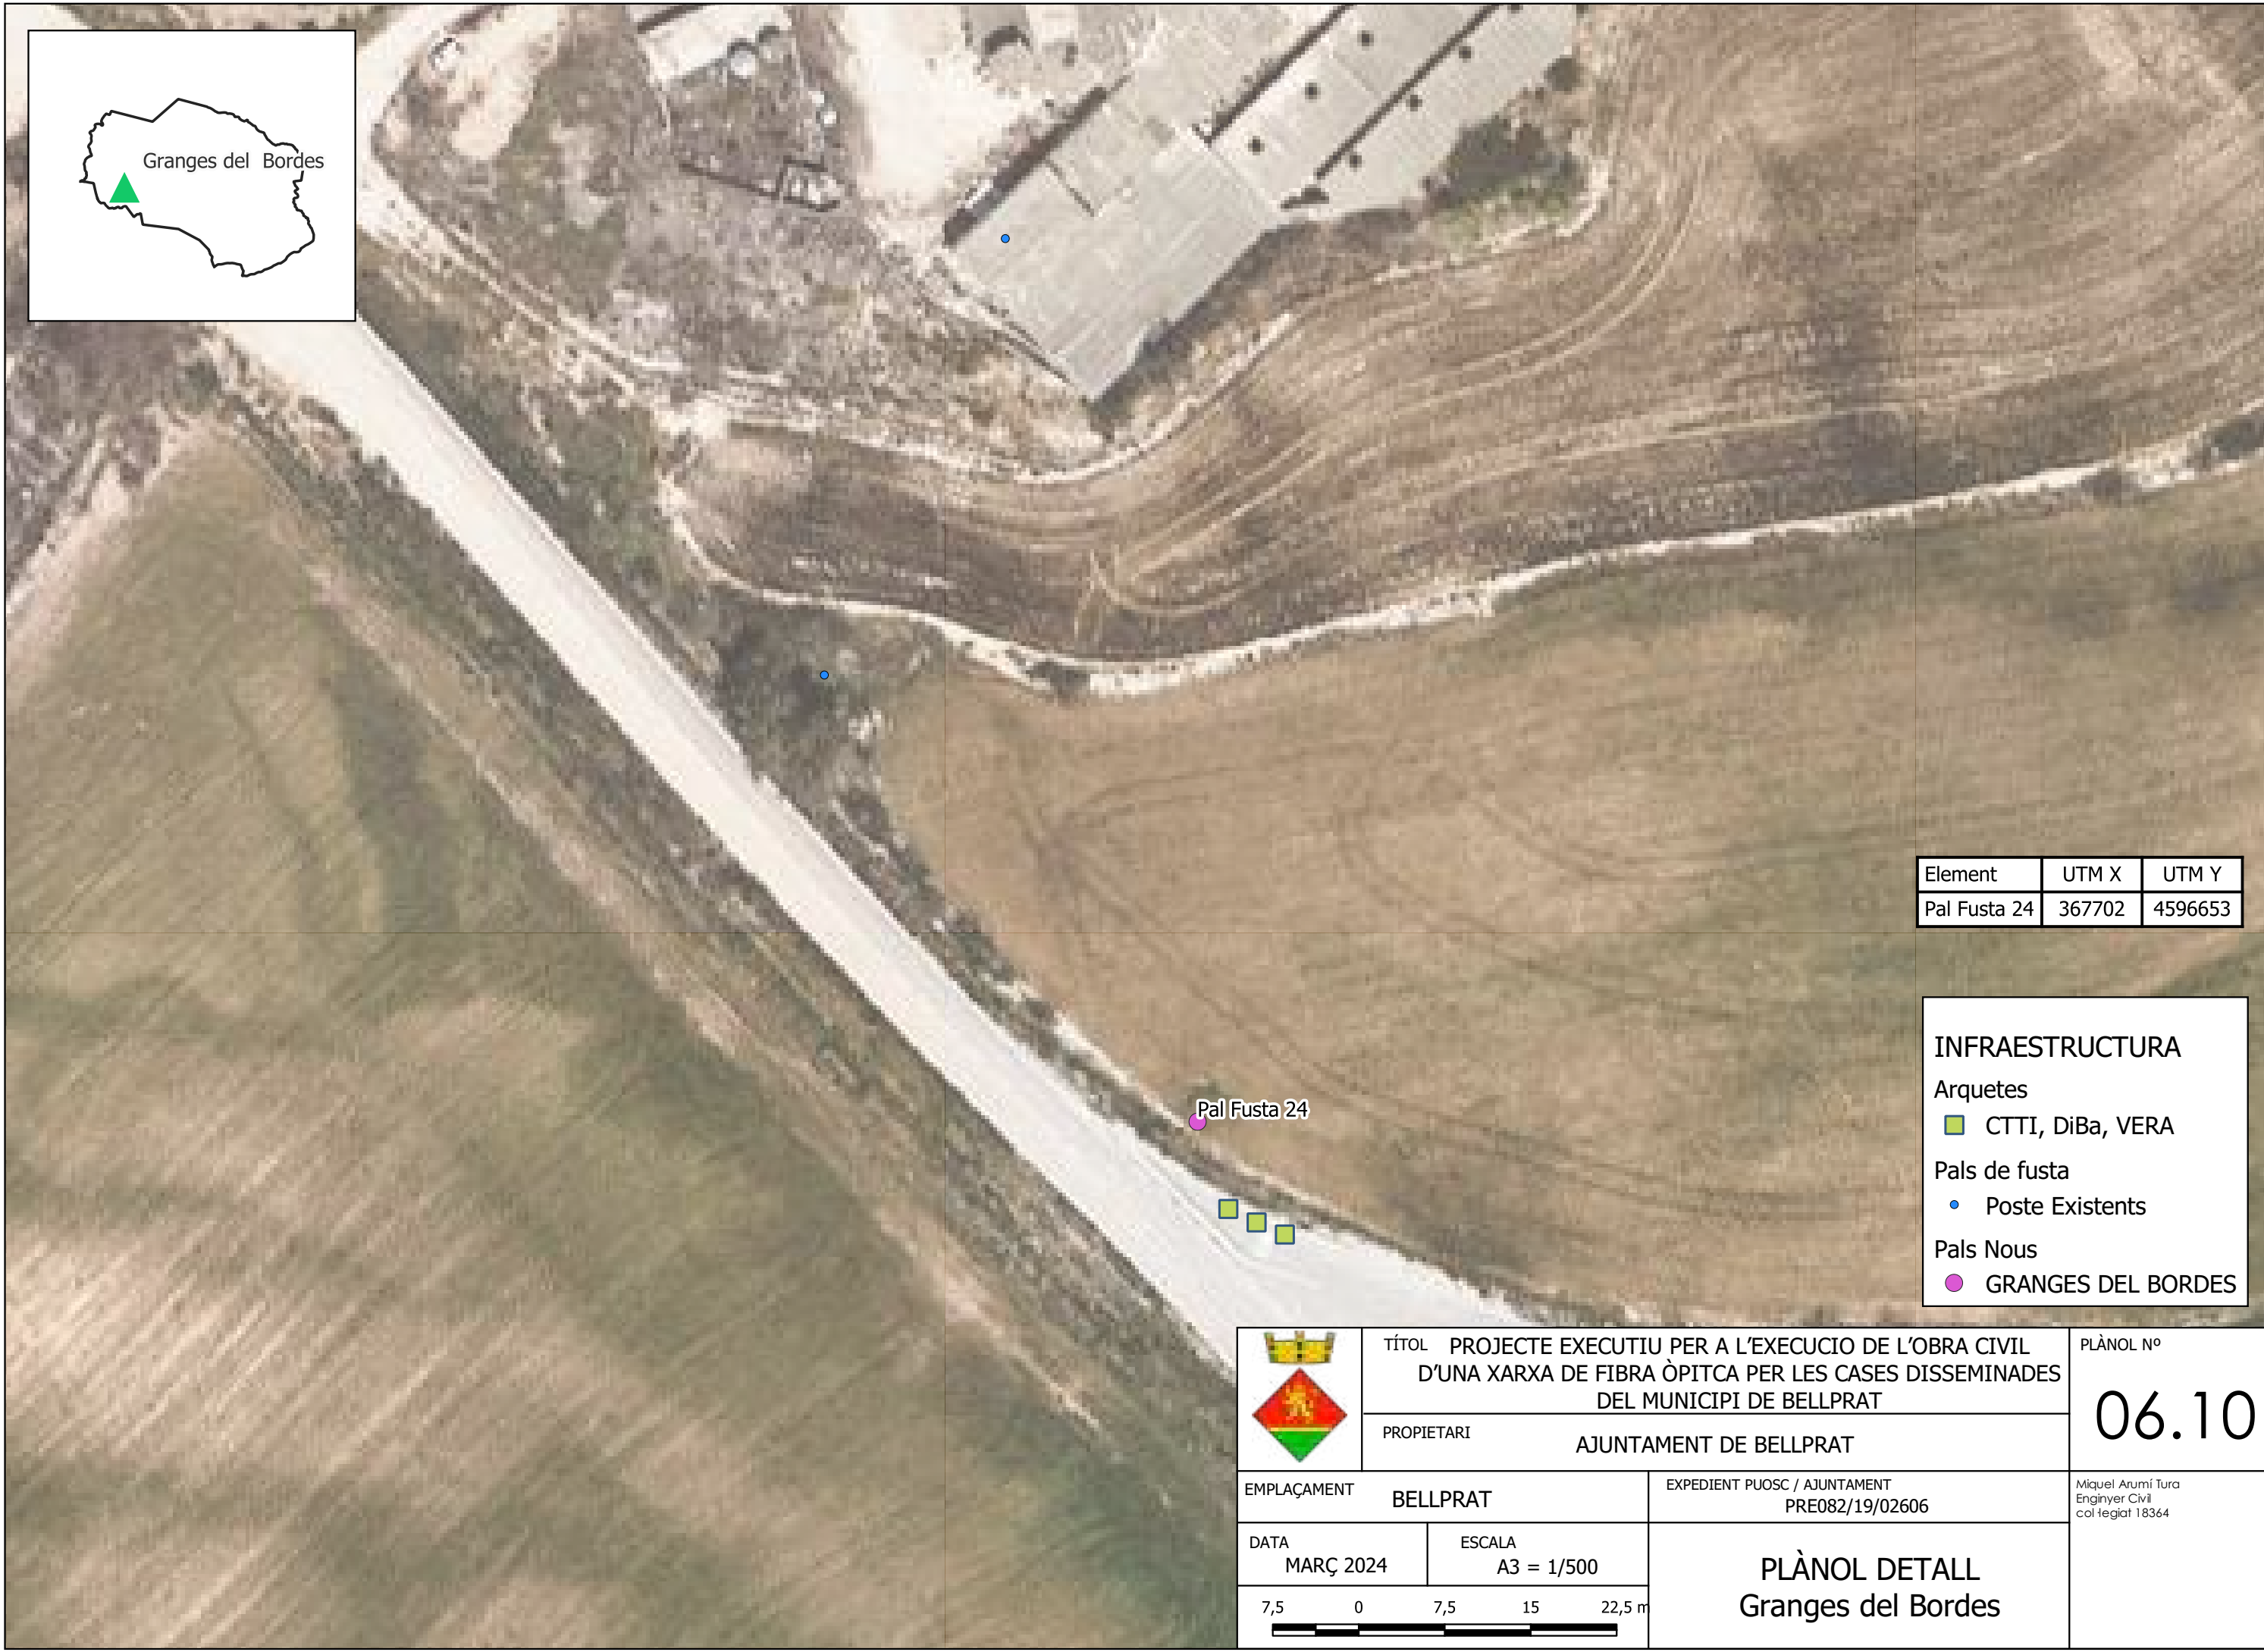 Granges del Bordes
Element UTM X UTM Y
Pal Fusta 24 367702 4596653
Pal Fusta 24
INFRAESTRUCTURA
Arquetes
CTTI, DiBa, VERA
Pals de fusta
Poste Existents
Pals Nous
GRANGES DEL BORDES
TÍTOL PROJECTE EXECUTIU PER A L'EXECUCIO DE L'OBRA CIVIL
D'UNA XARXA DE FIBRA ÒPITCA PER LES CASES DISSEMINADES
DEL MUNICIPI DE BELLPRAT
PROPIETARI
AJUNTAMENT DE BELLPRAT
PLÀNOL Nº
06.10
EMPLAÇAMENT
BELLPRAT
EXPEDIENT PUOSC / AJUNTAMENT
PRE082/19/02606
Miquel Arumí Tura
Enginyer Civil
col·legiat 18364
DATA
MARÇ 2024
ESCALA
A3 = 1/500
PLÀNOL DETALL
Granges del Bordes
7,5 0 7,5 15 22,5 m